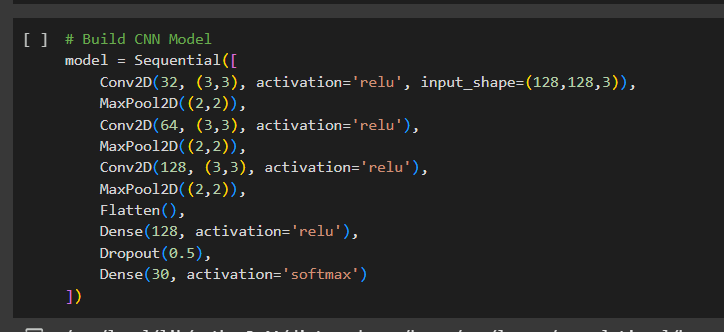 [ ] # Build CNN Model
model = Sequential([
    Conv2D(32, (3,3), activation='relu', input_shape=(128,128,3)),
    MaxPool2D((2,2)),
    Conv2D(64, (3,3), activation='relu'),
    MaxPool2D((2,2)),
    Conv2D(128, (3,3), activation='relu'),
    MaxPool2D((2,2)),
    Flatten(),
    Dense(128, activation='relu'),
    Dropout(0.5),
    Dense(30, activation='softmax')
])